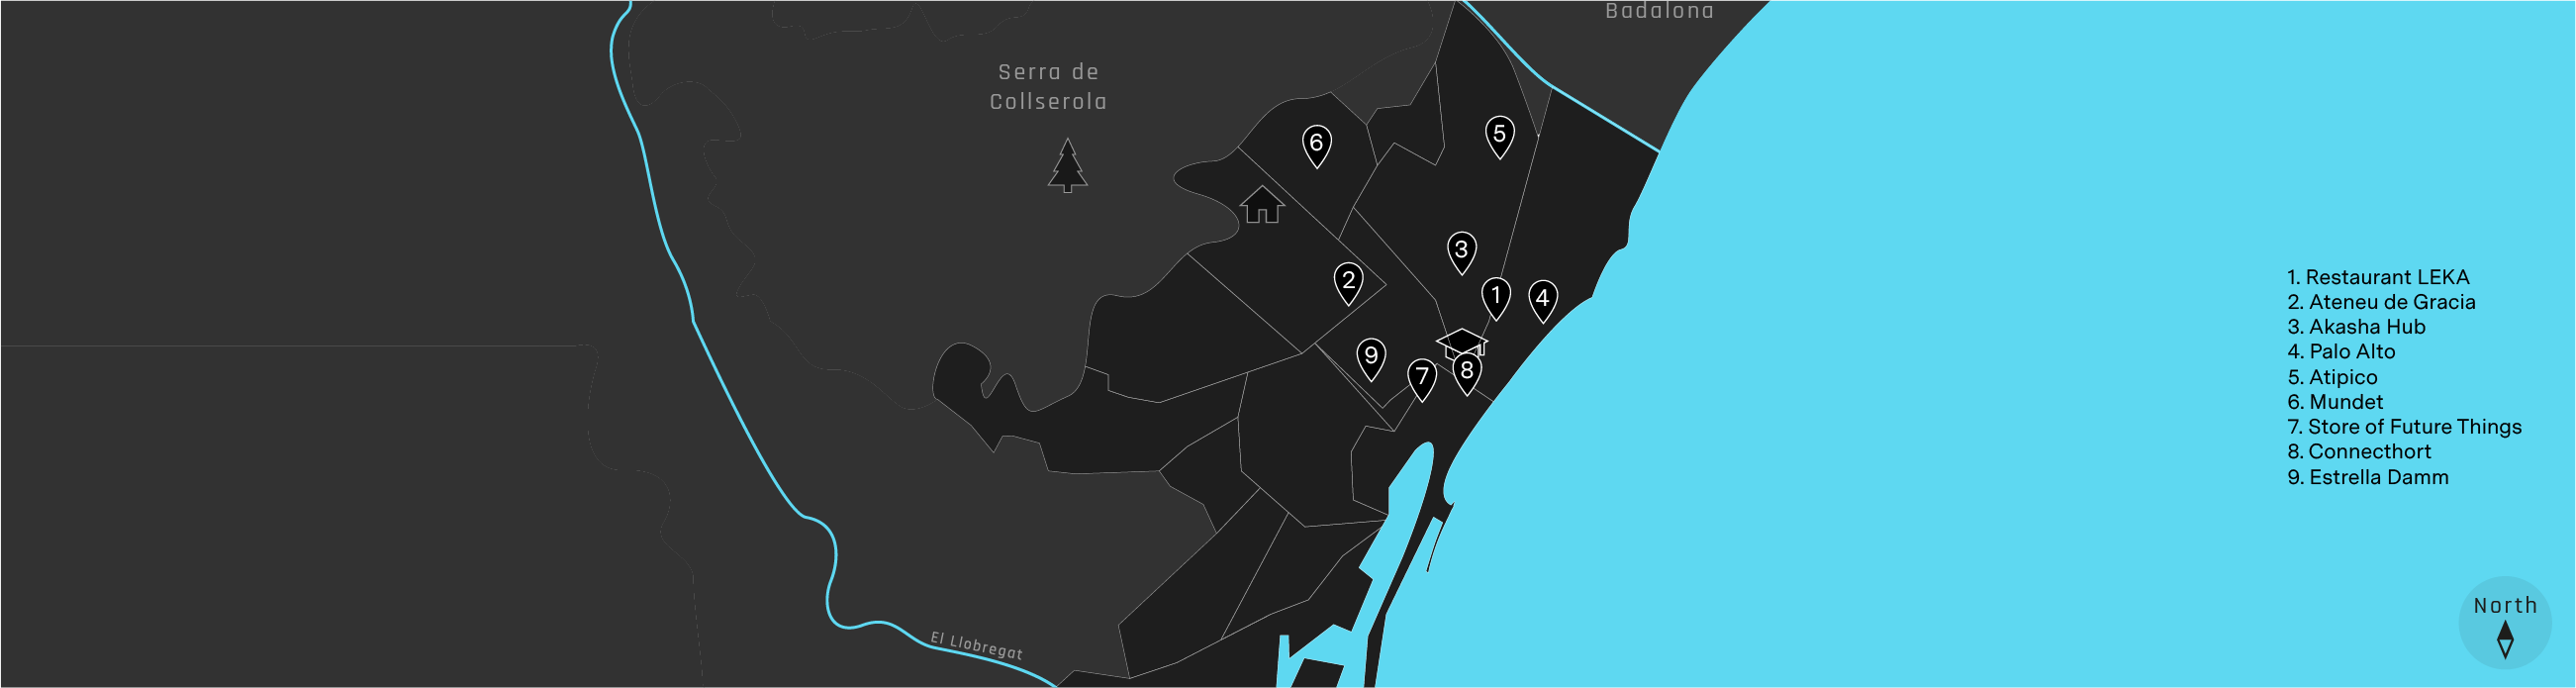 Badalona
Serra de
Collserola
6
5
3
2
1
4
9
7
8
1. Restaurant LEKA
2. Ateneu de Gracia
3. Akasha Hub
4. Palo Alto
5. Atipico
6. Mundet
7. Store of Future Things
8. Connecthort
9. Estrella Damm
North
El Llobregat